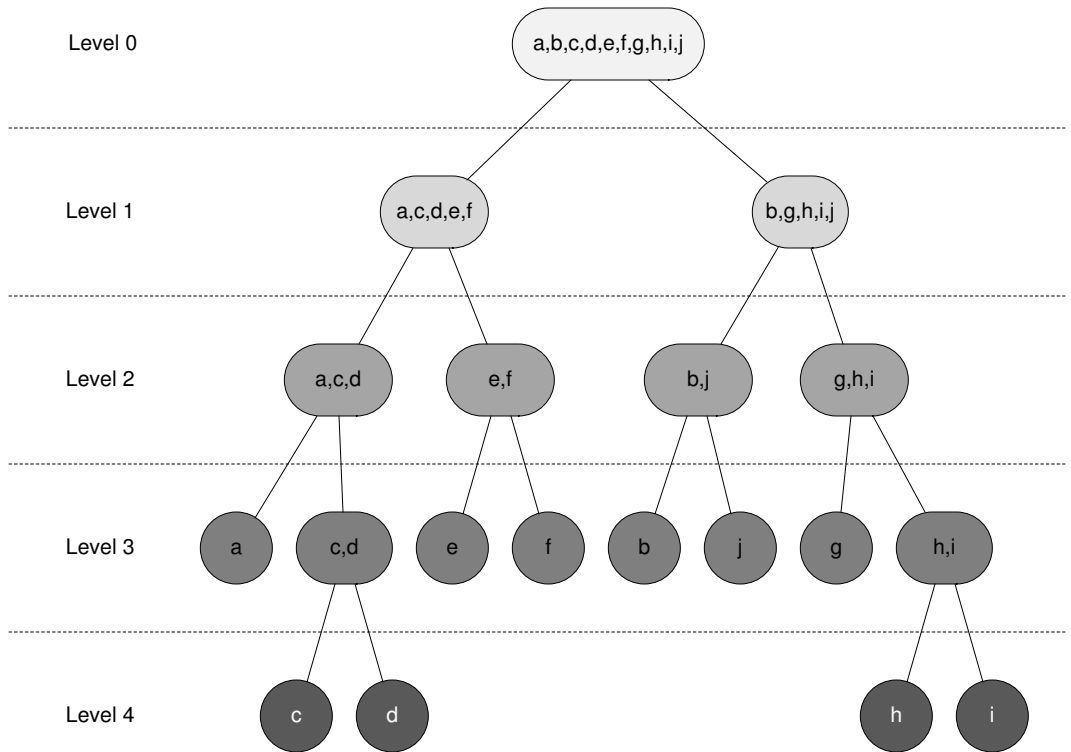 Level 0
a,b,c,d,e,f,g,h,i,j
Level 1
a,c,d,e,f
b,g,h,i,j
Level 2
a,c,d
e,f
b,j
g,h,i
Level 3
a
c,d
e
f
b
j
g
h,i
Level 4
c
d
h
i